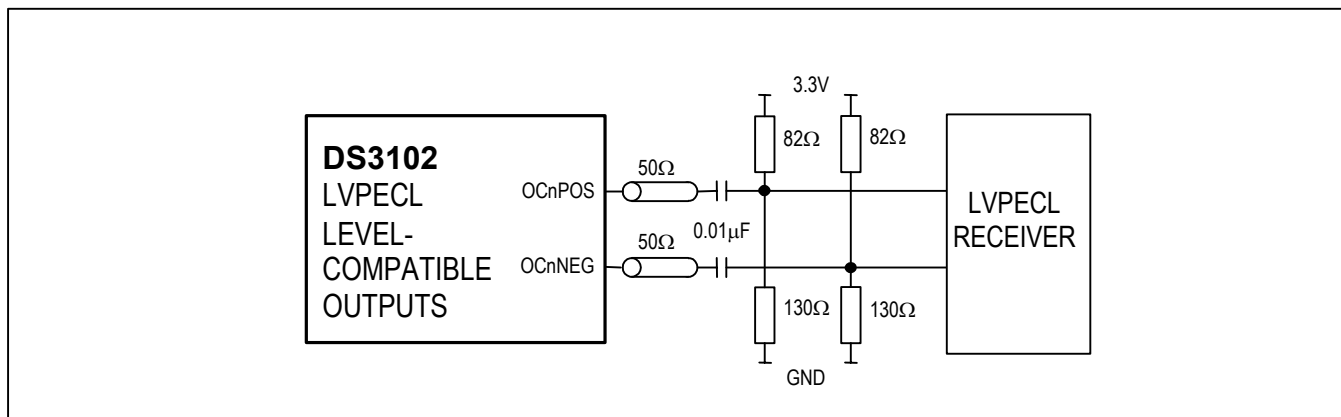 3.3V
82Ω
82Ω
DS3102
LVPECL
LEVEL-
COMPATIBLE
OUTPUTS
OCnPOS
50Ω
0.01μF
OCnNEG
50Ω
LVPECL
RECEIVER
130Ω
130Ω
GND